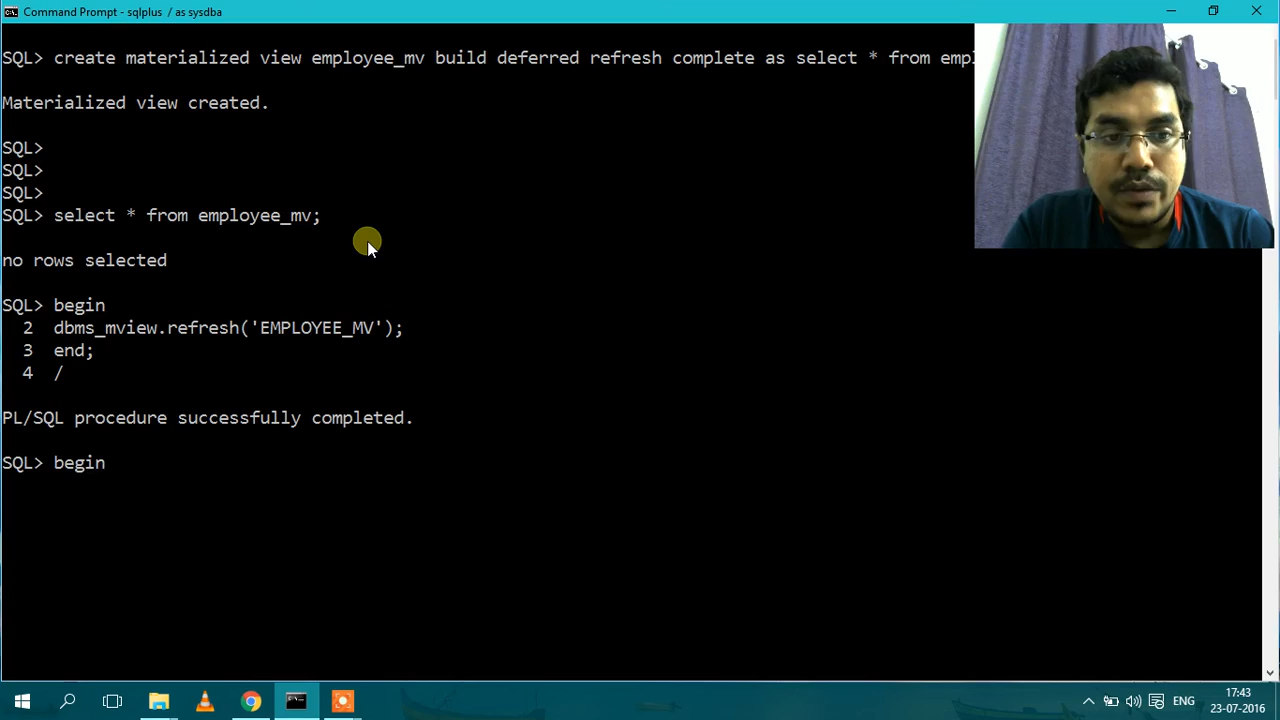 Command Prompt - sqlplus / as sysdba
SQL> create materialized view employee_mv build deferred refresh complete as select * from empl
Materialized view created.
SQL>
SQL>
SQL>
SQL> select * from employee_mv;
no rows selected
SQL> begin
2 dbms_mview.refresh('EMPLOYEE_MV');
3 end;
4 /
PL/SQL procedure successfully completed.
SQL> begin
ENG
17:43
23-07-2016